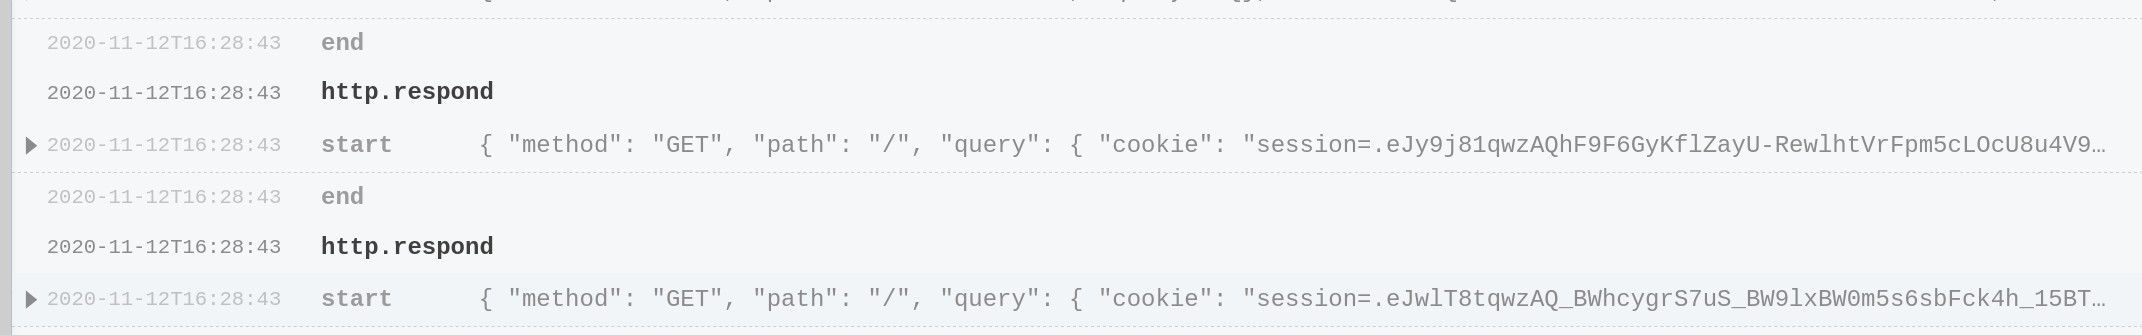 2020-11-12T16:28:43 end
2020-11-12T16:28:43 http.respond
2020-11-12T16:28:43 start { "method": "GET", "path": "/", "query": { "cookie": "session=.eJy9j81qwzAQhF9F6GyKflZayU-RewlhtVrFpm5cLOcU8u4V9…
2020-11-12T16:28:43 end
2020-11-12T16:28:43 http.respond
2020-11-12T16:28:43 start { "method": "GET", "path": "/", "query": { "cookie": "session=.eJwlT8tqwzAQ_BWhcygrS7uS_BW9lxBW0m5s6sbFck4h_15BT…